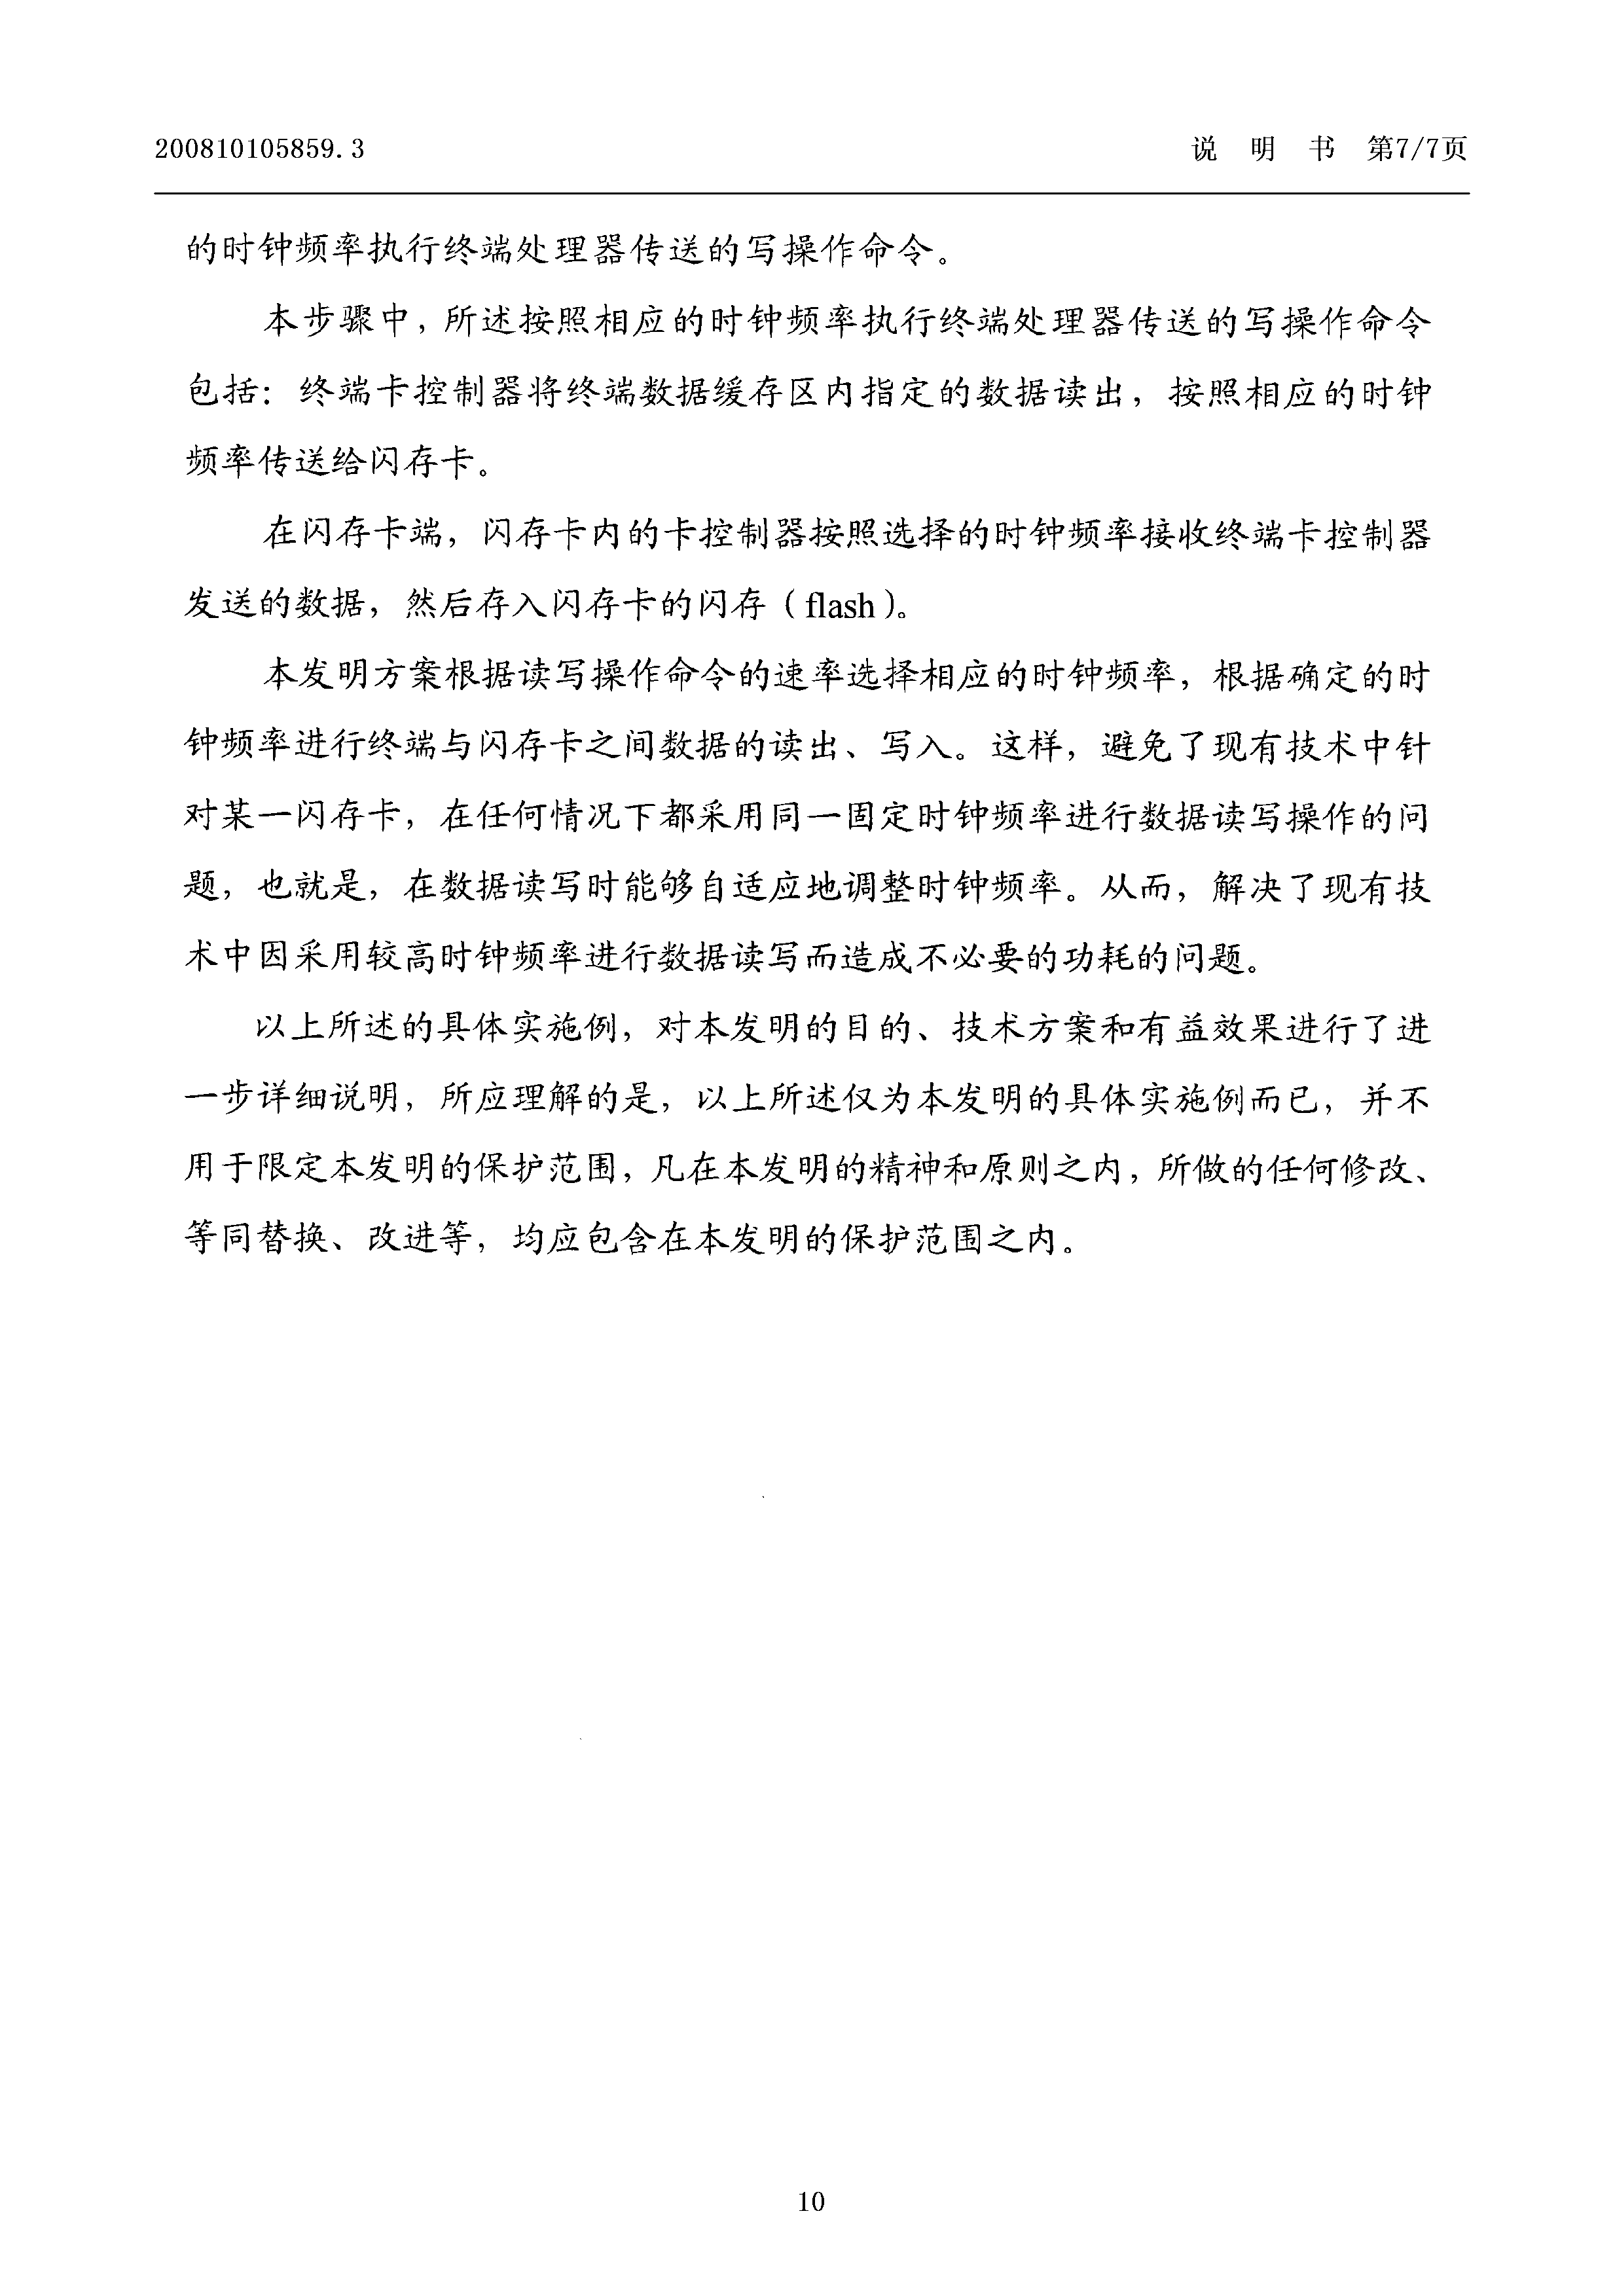 200810105859.3 说 明 书 第7/7页
的时钟频率执行终端处理器传送的写操作命令。
本步骤中，所述按照相应的时钟频率执行终端处理器传送的写操作命令
包括：终端卡控制器将终端数据缓存区内指定的数据读出，按照相应的时钟
频率传送给闪存卡。
在闪存卡端，闪存卡内的卡控制器按照选择的时钟频率接收终端卡控制器
发送的数据，然后存入闪存卡的闪存（flash）。
本发明方案根据读写操作命令的速率选择相应的时钟频率，根据确定的时
钟频率进行终端与闪存卡之间数据的读出、写入。这样，避免了现有技术中针
对某一闪存卡，在任何情况下都采用同一固定时钟频率进行数据读写操作的问
题，也就是，在数据读写时能够自适应地调整时钟频率。从而，解决了现有技
术中因采用较高时钟频率进行数据读写而造成不必要的功耗的问题。
以上所述的具体实施例，对本发明的目的、技术方案和有益效果进行了进
一步详细说明，所应理解的是，以上所述仅为本发明的具体实施例而已，并不
用于限定本发明的保护范围，凡在本发明的精神和原则之内，所做的任何修改、
等同替换、改进等，均应包含在本发明的保护范围之内。
10